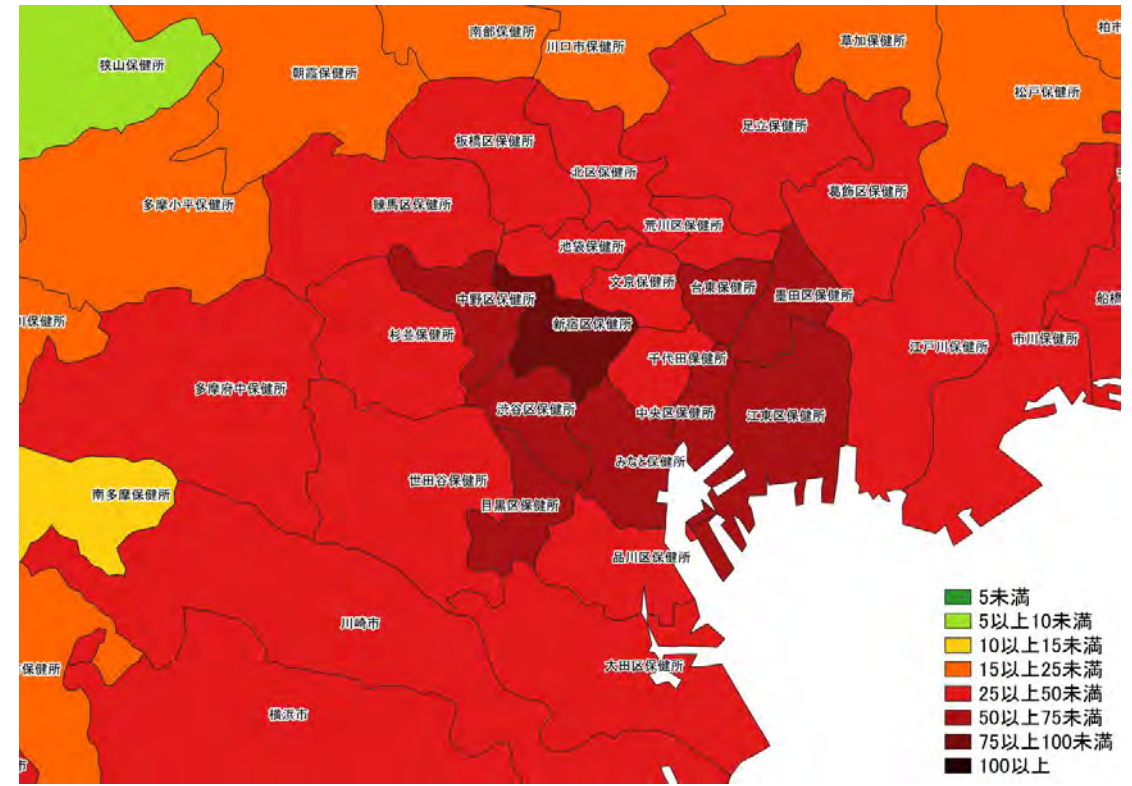 南部保健所
川口市保健所
草加保健所
柏市
狭山保健所
朝霞保健所
松戸保健所
板橋区保健所
足立保健所
北区保健所
葛飾区保健所
多摩小平保健所
練馬区保健所
荒川区保健所
池袋保健所
文京保健所
台東保健所
墨田区保健所
中野区保健所
新宿区保健所
船橋
川保健所
杉並保健所
江戸川保健所
市川保健所
千代田保健所
多摩府中保健所
渋谷区保健所
中央区保健所
江東区保健所
みなと保健所
世田谷保健所
南多摩保健所
目黒区保健所
品川区保健所
川崎市
大田区保健所
保健所
横浜市
市
5未満
5以上10未満
10以上15未満
15以上25未満
25以上50未満
50以上75未満
75以上100未満
100以上